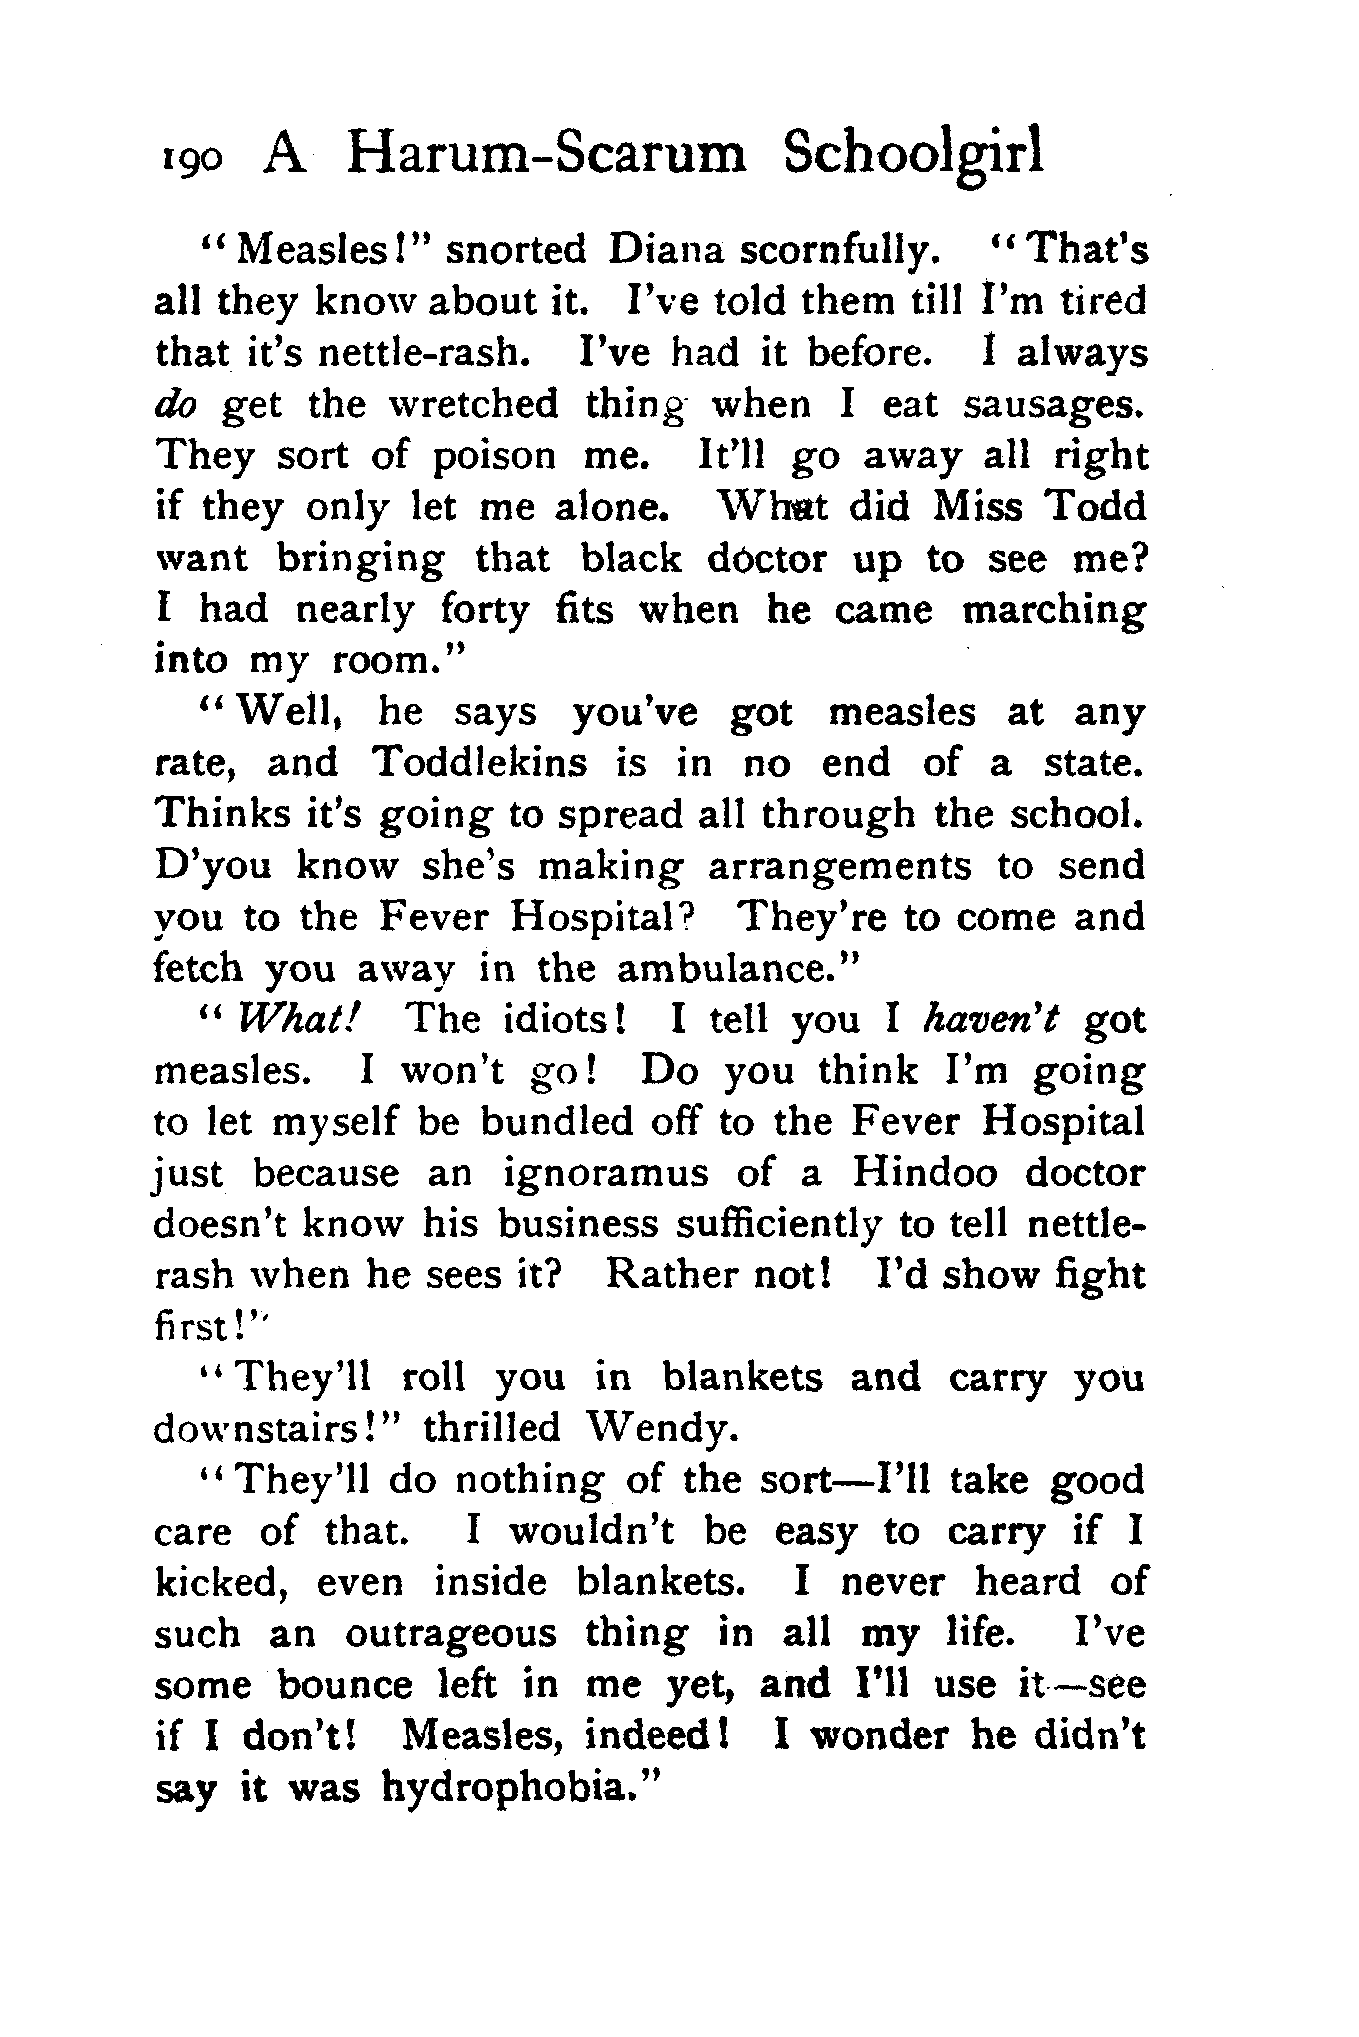 190 A Harum-Scarum Schoolgirl
"Measles!" snorted Diana scornfully. "That's
all they know about it. I've told them till I'm tired
that it's nettle-rash. I've had it before. I always
do get the wretched thing when I eat sausages.
They sort of poison me. It'll go away all right
if they only let me alone. What did Miss Todd
want bringing that black doctor up to see me?
I had nearly forty fits when he came marching
into my room."
"Well, he says you've got measles at any
rate, and Toddlekins is in no end of a state.
Thinks it's going to spread all through the school.
D'you know she's making arrangements to send
you to the Fever Hospital? They're to come and
fetch you away in the ambulance."
"What! The idiots! I tell you I haven't got
measles. I won't go! Do you think I'm going
to let myself be bundled off to the Fever Hospital
just because an ignoramus of a Hindoo doctor
doesn't know his business sufficiently to tell nettle-
rash when he sees it? Rather not! I'd show fight
first!"
"They'll roll you in blankets and carry you
downstairs!" thrilled Wendy.
"They'll do nothing of the sort—I'll take good
care of that. I wouldn't be easy to carry if I
kicked, even inside blankets. I never heard of
such an outrageous thing in all my life. I've
some bounce left in me yet, and I'll use it—see
if I don't! Measles, indeed! I wonder he didn't
say it was hydrophobia."